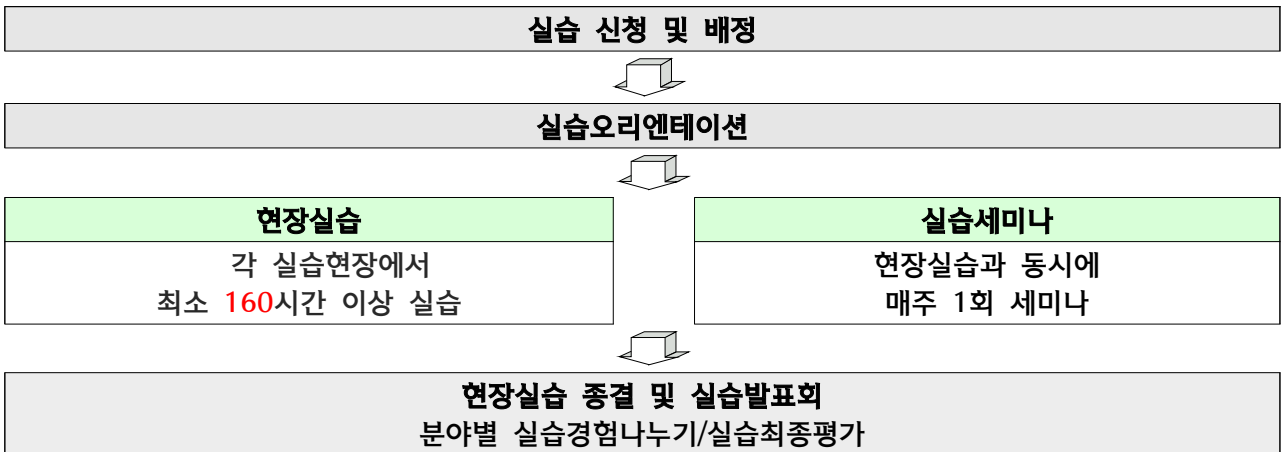 실습 신청 및 배정
실습오리엔테이션
현장실습
각 실습현장에서
최소 160시간 이상 실습
실습세미나
현장실습과 동시에
매주 1회 세미나
현장실습 종결 및 실습발표회
분야별 실습경험나누기/실습최종평가